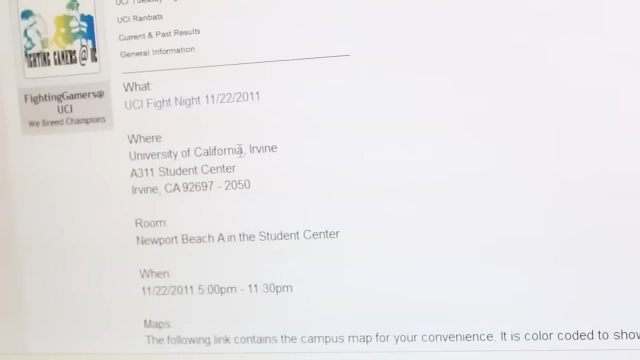 UCI Ranbats
Current & Past Results
General Information
FIGHTING GAMERS @ UC
FightingGamers@
UCI
We Breed Champions
What:
UCI Fight Night 11/22/2011
Where
University of California, Irvine
A311 Student Center
Irvine, CA 92697 - 2050
Room
Newport Beach A in the Student Center
When
11/22/2011 5:00pm - 11:30pm
Maps
The following link contains the campus map for your convenience. It is color coded to show